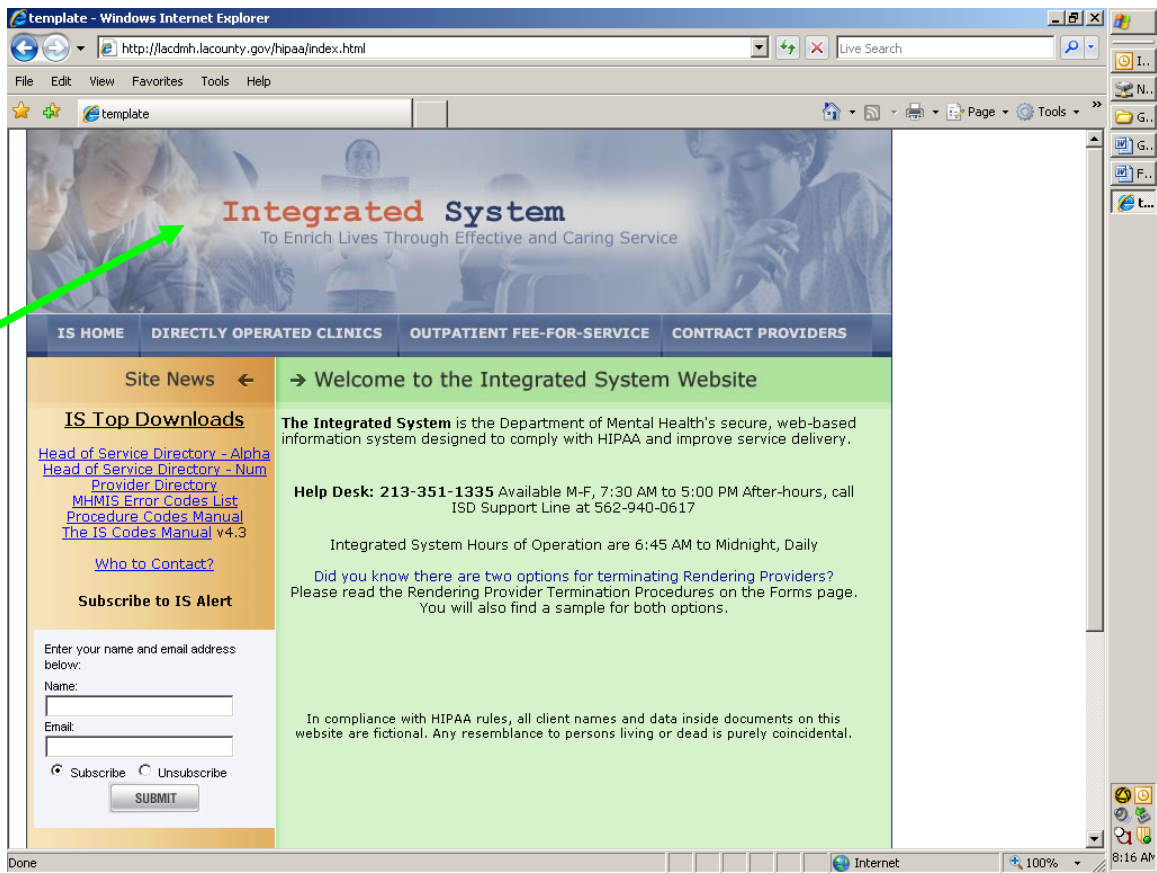 template - Windows Internet Explorer
http://lacdmh.lacounty.gov/hipaa/index.html
Live Search
File Edit View Favorites Tools Help
template
Page Tools »
Integrated System
To Enrich Lives Through Effective and Caring Service
IS HOME DIRECTLY OPERATED CLINICS OUTPATIENT FEE-FOR-SERVICE CONTRACT PROVIDERS
Site News
IS Top Downloads
Head of Service Directory - Alpha
Head of Service Directory - Num
Provider Directory
MHMIS Error Codes List
Procedure Codes Manual
The IS Codes Manual v4.3
Who to Contact?
Subscribe to IS Alert
Enter your name and email address
below:
Name:
Email:
Subscribe Unsubscribe
SUBMIT
Welcome to the Integrated System Website
The Integrated System is the Department of Mental Health's secure, web-based
information system designed to comply with HIPAA and improve service delivery.
Help Desk: 213-351-1335 Available M-F, 7:30 AM to 5:00 PM After-hours, call
ISD Support Line at 562-940-0617
Integrated System Hours of Operation are 6:45 AM to Midnight, Daily
Did you know there are two options for terminating Rendering Providers?
Please read the Rendering Provider Termination Procedures on the Forms page.
You will also find a sample for both options.
In compliance with HIPAA rules, all client names and data inside documents on this
website are fictional. Any resemblance to persons living or dead is purely coincidental.
I..
N..
G..
G..
F..
t...
Done
Internet
100%
8:16 AM